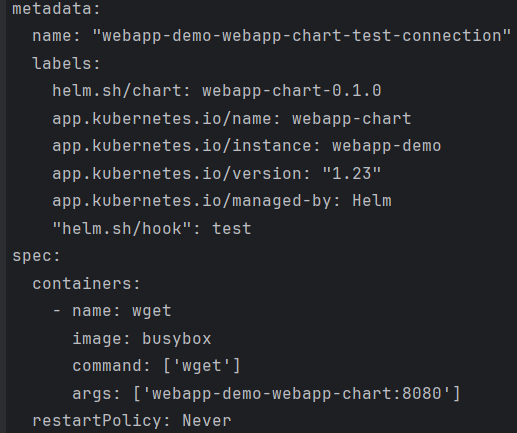 metadata:
  name: "webapp-demo-webapp-chart-test-connection"
  labels:
    helm.sh/chart: webapp-chart-0.1.0
    app.kubernetes.io/name: webapp-chart
    app.kubernetes.io/instance: webapp-demo
    app.kubernetes.io/version: "1.23"
    app.kubernetes.io/managed-by: Helm
    "helm.sh/hook": test
spec:
  containers:
    - name: wget
      image: busybox
      command: ['wget']
      args: ['webapp-demo-webapp-chart:8080']
  restartPolicy: Never